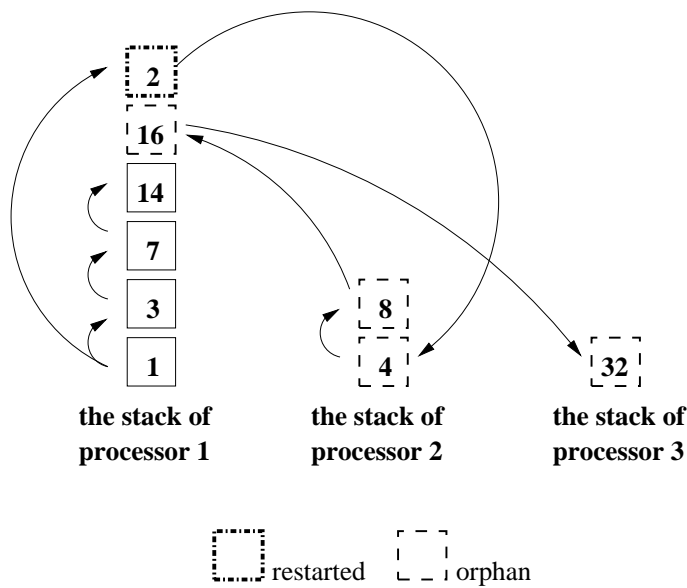 2
16
14
7
3
1
8
4
32
the stack of
processor 1
the stack of
processor 2
the stack of
processor 3
restarted
orphan